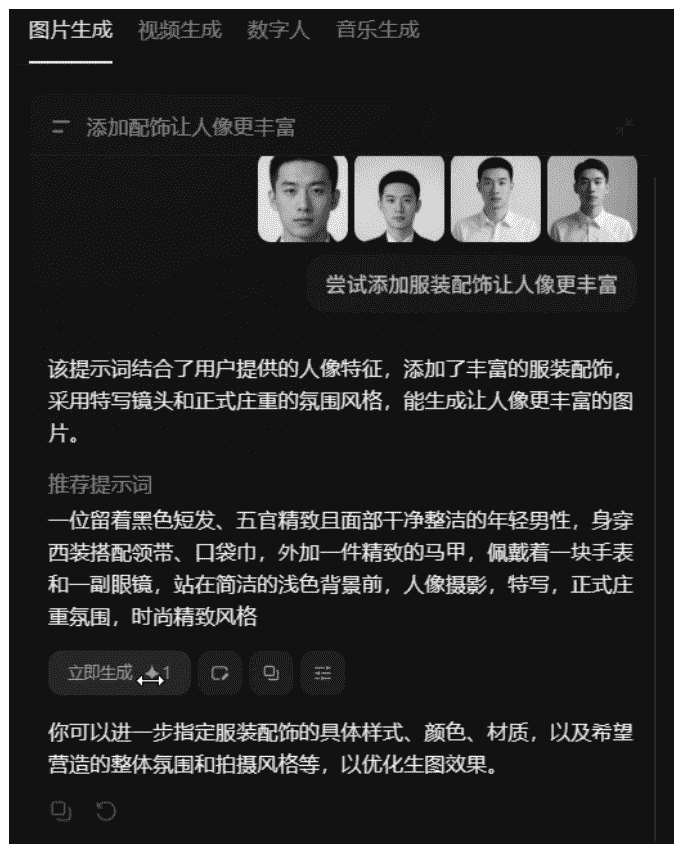 图片生成 视频生成 数字人 音乐生成
添加配饰让人像更丰富
尝试添加服装配饰让人像更丰富
该提示词结合了用户提供的人像特征，添加了丰富的服装配饰，
采用特写镜头和正式庄重的氛围风格，能生成让人像更丰富的图
片。
推荐提示词
一位留着黑色短发、五官精致且面部干净整洁的年轻男性，身穿
西装搭配领带、口袋巾，外加一件精致的马甲，佩戴着一块手表
和一副眼镜，站在简洁的浅色背景前，人像摄影，特写，正式庄
重氛围，时尚精致风格
立即生成 1
你可以进一步指定服装配饰的具体样式、颜色、材质，以及希望
营造的整体氛围和拍摄风格等，以优化生图效果。